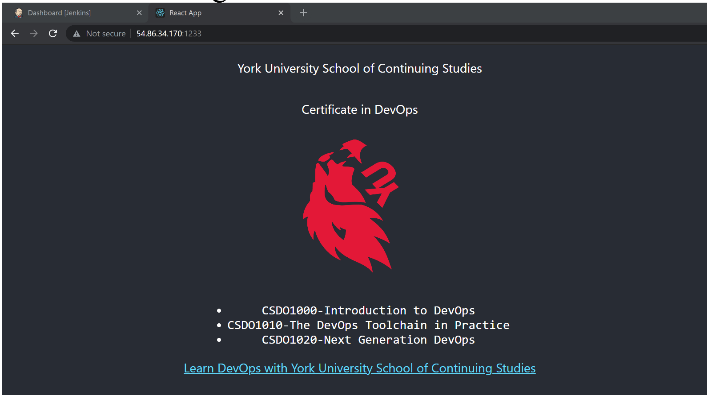 Dashboard [Jenkins]
React App
Not secure
54.86.34.170:1233
York University School of Continuing Studies
Certificate in DevOps
YU
CSDO1000-Introduction to DevOps
CSDO1010-The DevOps Toolchain in Practice
CSDO1020-Next Generation DevOps
Learn DevOps with York University School of Continuing Studies